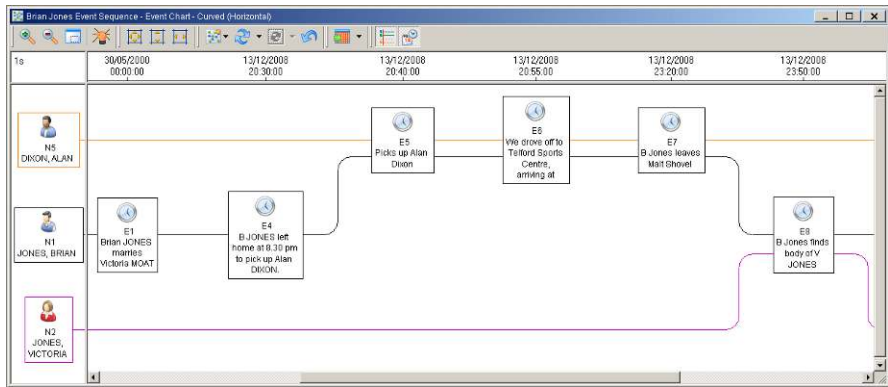 Brian Jones Event Sequence - Event Chart - Curved (Horizontal)
1s
30/05/2000
00:00:00
13/12/2008
20:30:00
13/12/2008
20:40:00
13/12/2008
20:55:00
13/12/2008
23:20:00
13/12/2008
23:50:00
N5
DIXON, ALAN
E5
Picks up Alan
Dixon
E6
We drove off to
Telford Sports
Centre,
arriving at
E7
B Jones leaves
Malt Shovel
N1
JONES, BRIAN
E1
Brian JONES
marries
Victoria MOAT
E4
B JONES left
home at 8.30 pm
to pick up Alan
DIXON.
E8
B Jones finds
body of V
JONES
N2
JONES,
VICTORIA